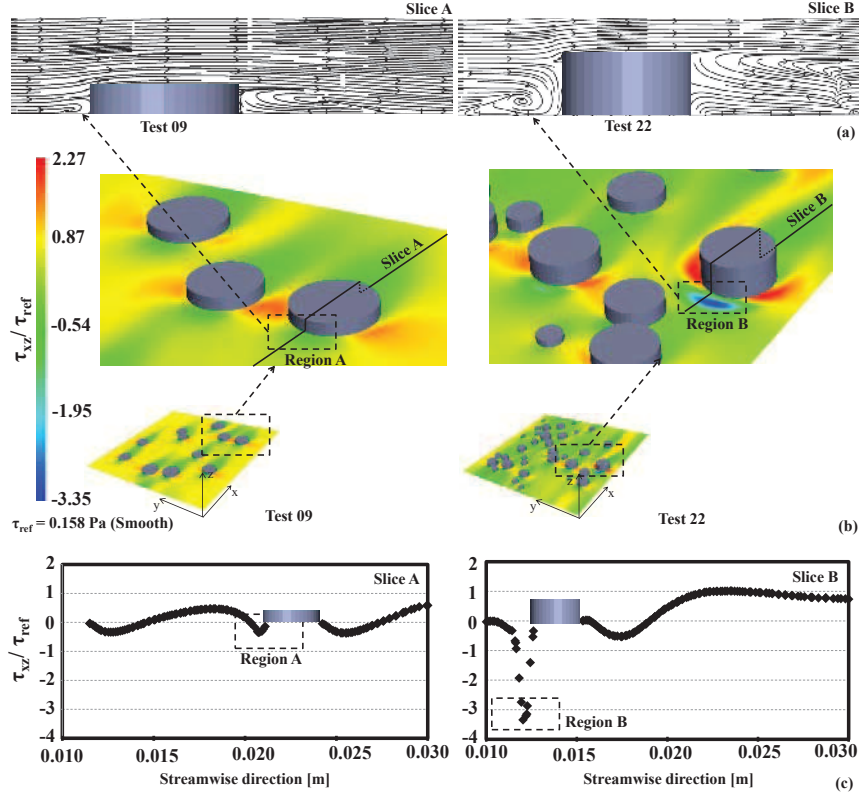 Slice A
Slice B
Test 09
Test 22
(a)
2.27
0.87
-0.54
-1.95
-3.35
τxz/ τref
Slice A
Region A
Slice B
Region B
z
x
y
Test 09
z
x
y
Test 22
τref = 0.158 Pa (Smooth)
(b)
τxz/ τref
2
1
0
-1
-2
-3
-4
Slice A
Region A
0.010
0.015
0.020
0.025
0.030
Streamwise direction [m]
2
1
0
-1
-2
-3
-4
Slice B
Region B
0.010
0.015
0.020
0.025
0.030
Streamwise direction [m]
(c)